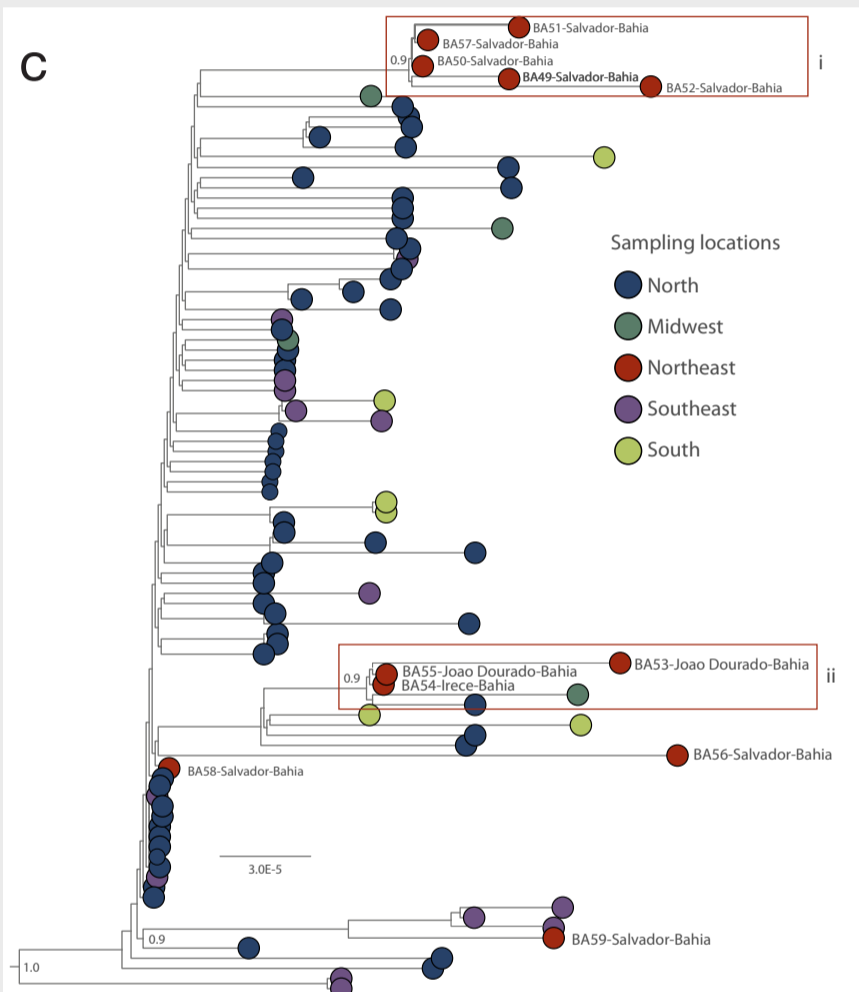 C
BA51-Salvador-Bahia
BA57-Salvador-Bahia
0.9
BA50-Salvador-Bahia
BA49-Salvador-Bahia
BA52-Salvador-Bahia
i
Sampling locations
North
Midwest
Northeast
Southeast
South
BA53-Joao Dourado-Bahia
BA55-Joao Dourado-Bahia
0.9
BA54-Irece-Bahia
ii
BA56-Salvador-Bahia
BA58-Salvador-Bahia
3.0E-5
0.9
BA59-Salvador-Bahia
1.0